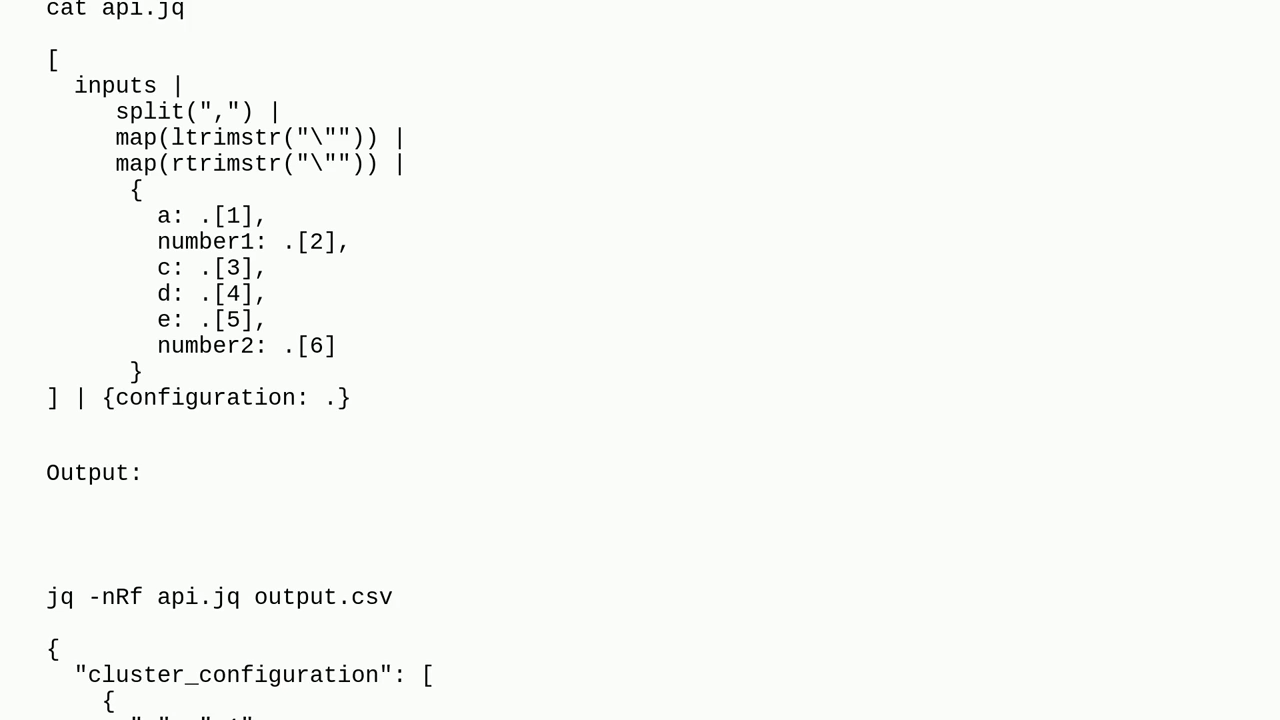 cat api.jq
[
inputs |
split(",") |
map(ltrimstr("\"")) |
map(rtrimstr("\"")) |
{
a: .[1],
number1: .[2],
c: .[3],
d: .[4],
e: .[5],
number2: .[6]
}
] | {configuration: .}
Output:
jq -nRf api.jq output.csv
{
"cluster_configuration": [
{